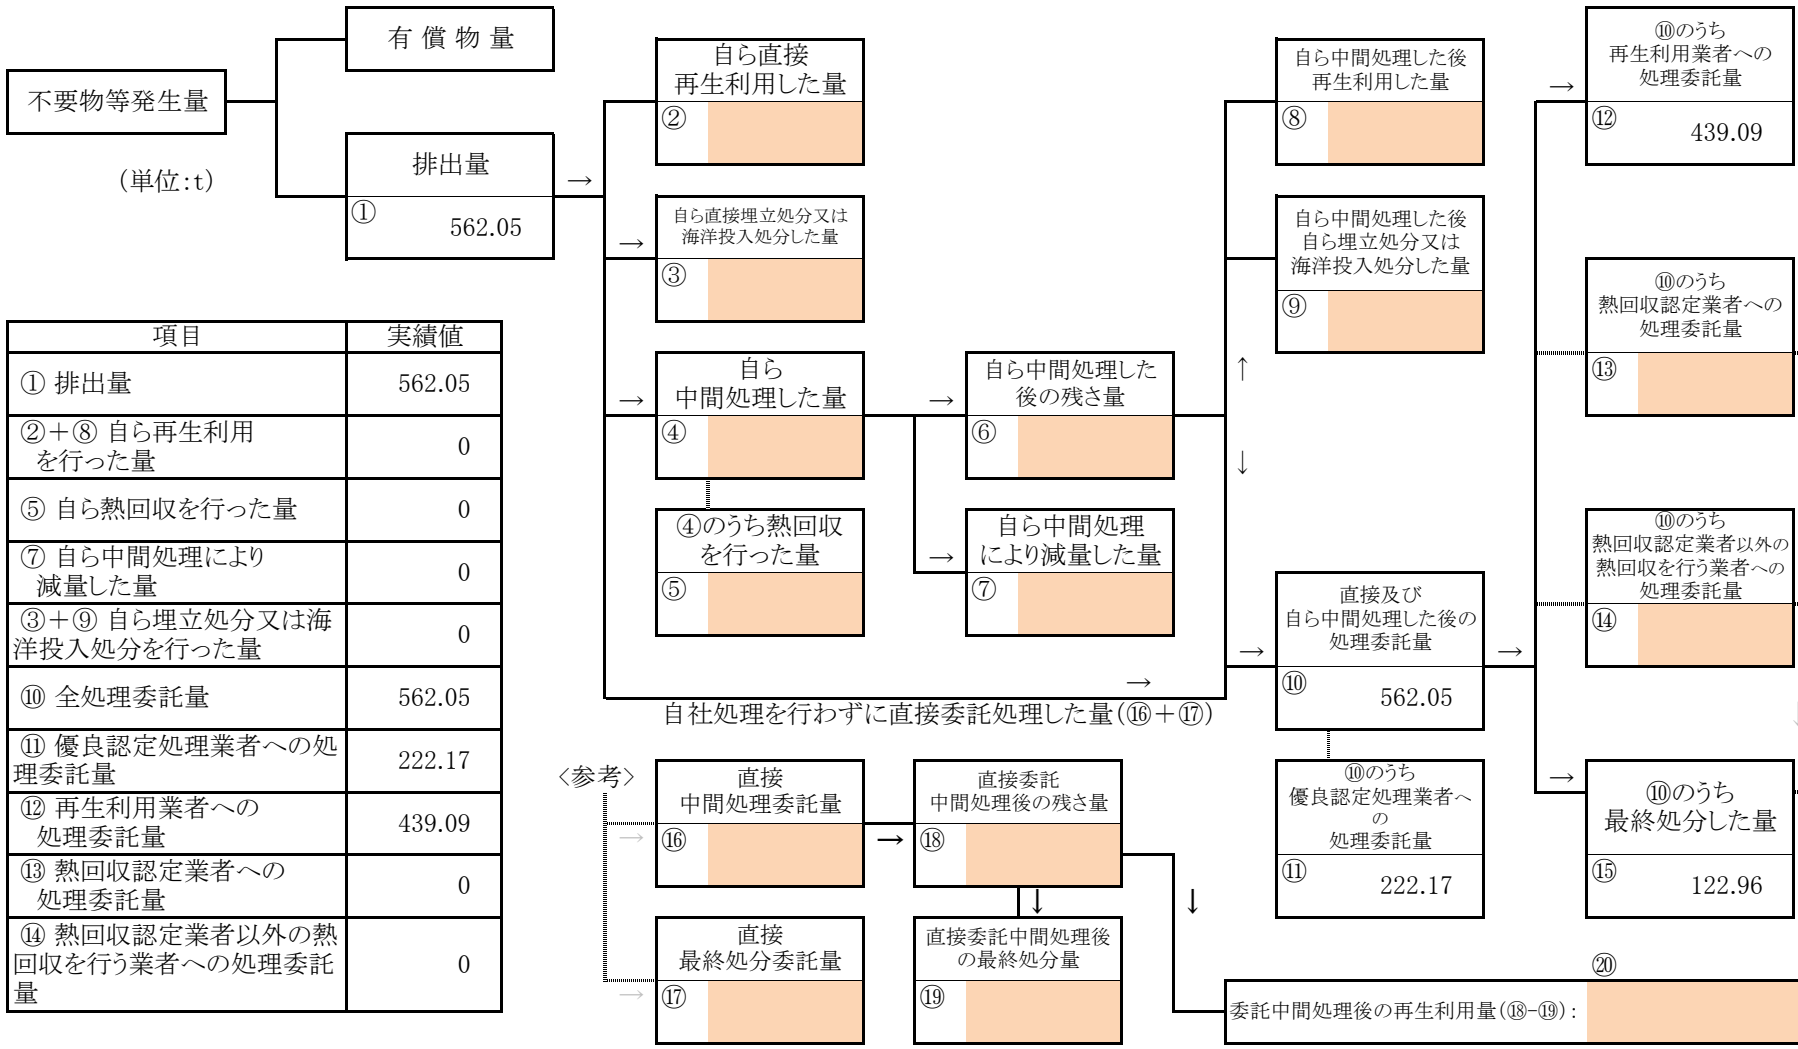 不要物等発生量
(単位:t)
有 償 物 量
排出量
→
①
562.05
自ら直接
再生利用した量
②
自ら直接埋立処分又は
海洋投入処分した量
→
③
自ら
中間処理した量
→
④
④のうち熱回収
を行った量
⑤
自ら中間処理した
後の残さ量
→
⑥
自ら中間処理
により減量した量
→
⑦
自ら中間処理した後
再生利用した量
⑧
自ら中間処理した後
自ら埋立処分又は
海洋投入処分した量
⑨
↑
↓
直接及び
自ら中間処理した後の
処理委託量
→
→
⑩
562.05
→
自社処理を行わずに直接委託処理した量(⑯+⑰)
⑩のうち
優良認定処理業者へ
の
処理委託量
⑪
222.17
⑩のうち
再生利用業者への
処理委託量
→
⑫
439.09
⑩のうち
熱回収認定業者への
処理委託量
⑬
⑩のうち
熱回収認定業者以外の
熱回収を行う業者への
処理委託量
⑭
→
⑩のうち
最終処分した量
⑮
122.96
項目 実績値
① 排出量 562.05
②+⑧ 自ら再生利用
を行った量 0
⑤ 自ら熱回収を行った量 0
⑦ 自ら中間処理により
減量した量 0
③+⑨ 自ら埋立処分又は海
洋投入処分を行った量 0
⑩ 全処理委託量 562.05
⑪ 優良認定処理業者への処
理委託量 222.17
⑫ 再生利用業者への
処理委託量 439.09
⑬ 熱回収認定業者への
処理委託量 0
⑭ 熱回収認定業者以外の熱
回収を行う業者への処理委託
量 0
<参考>
直接
中間処理委託量
→
⑯
直接委託
中間処理後の残さ量
→
⑱
↓
↓
直接
最終処分委託量
→
⑰
直接委託中間処理後
の最終処分量
⑲
⑳
委託中間処理後の再生利用量(⑱-⑲):